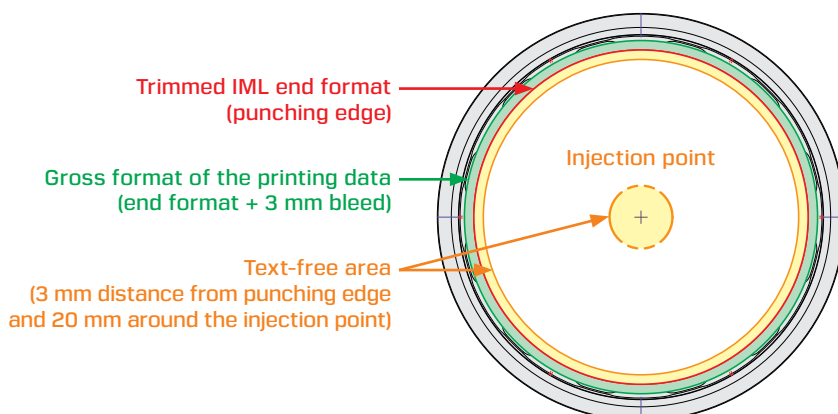 Trimmed IML end format
(punching edge)
Injection point
Gross format of the printing data
(end format + 3 mm bleed)
Text-free area
(3 mm distance from punching edge
and 20 mm around the injection point)